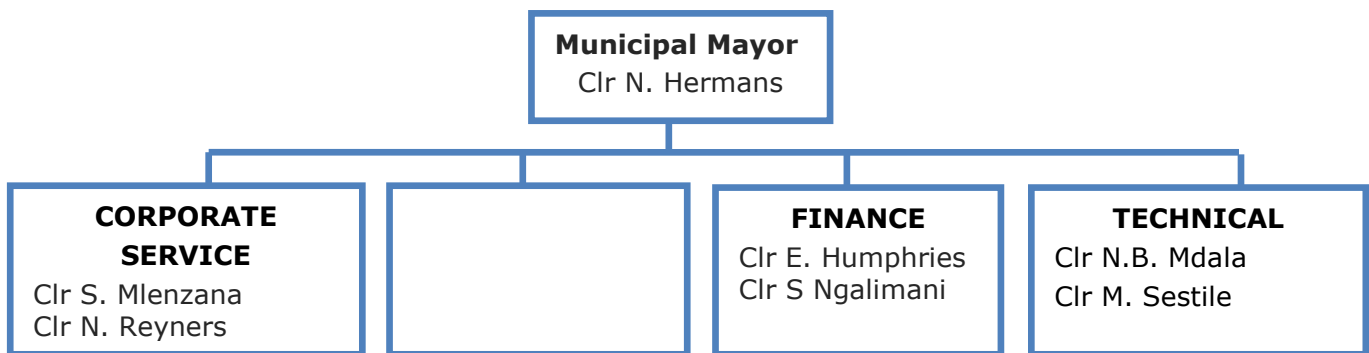 Municipal Mayor
Clr N. Hermans
CORPORATE
SERVICE
Clr S. Mlenzana
Clr N. Reyners
FINANCE
Clr E. Humphries
Clr S Ngalimani
TECHNICAL
Clr N.B. Mdala
Clr M. Sestile